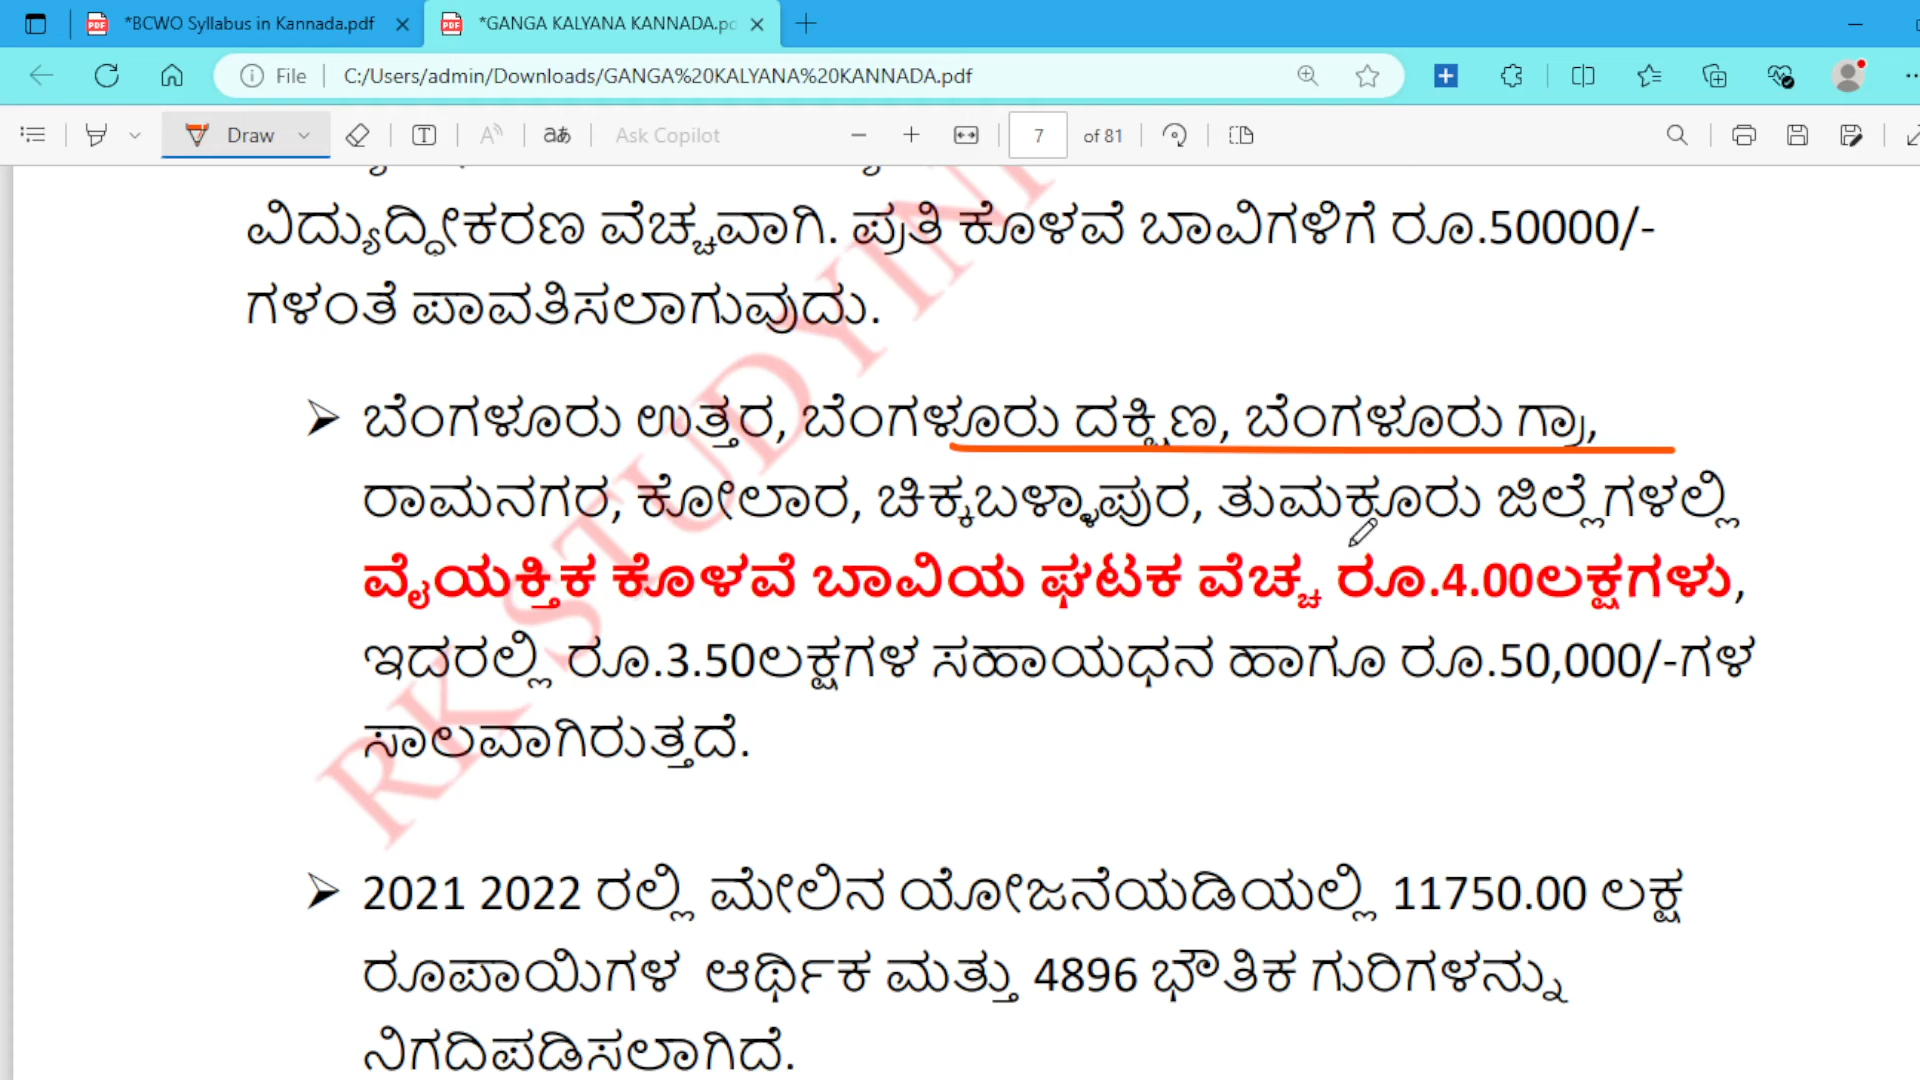 *BCWO Syllabus in Kannada.pdf
*GANGA KALYANA KANNADA.pd
File
C:/Users/admin/Downloads/GANGA%20KALYANA%20KANNADA.pdf
Draw
Ask Copilot
7 of 81
ವಿದ್ಯುದ್ಧೀಕರಣ ವೆಚ್ಚವಾಗಿ. ಪ್ರತಿ ಕೊಳವೆ ಬಾವಿಗಳಿಗೆ ರೂ.50000/-
ಗಳಂತೆ ಪಾವತಿಸಲಾಗುವುದು.
➢ ಬೆಂಗಳೂರು ಉತ್ತರ, ಬೆಂಗಳೂರು ದಕ್ಷಿಣ, ಬೆಂಗಳೂರು ಗ್ರಾ,
ರಾಮನಗರ, ಕೋಲಾರ, ಚಿಕ್ಕಬಳ್ಳಾಪುರ, ತುಮಕೂರು ಜಿಲ್ಲೆಗಳಲ್ಲಿ
ವೈಯಕ್ತಿಕ ಕೊಳವೆ ಬಾವಿಯ ಘಟಕ ವೆಚ್ಚ ರೂ.4.00ಲಕ್ಷಗಳು,
ಇದರಲ್ಲಿ ರೂ.3.50ಲಕ್ಷಗಳ ಸಹಾಯಧನ ಹಾಗೂ ರೂ.50,000/-ಗಳ
ಸಾಲವಾಗಿರುತ್ತದೆ.
➢ 2021 2022 ರಲ್ಲಿ ಮೇಲಿನ ಯೋಜನೆಯಡಿಯಲ್ಲಿ 11750.00 ಲಕ್ಷ
ರೂಪಾಯಿಗಳ ಆರ್ಥಿಕ ಮತ್ತು 4896 ಭೌತಿಕ ಗುರಿಗಳನ್ನು
ನಿಗದಿಪಡಿಸಲಾಗಿದೆ.
RK STUDYIN